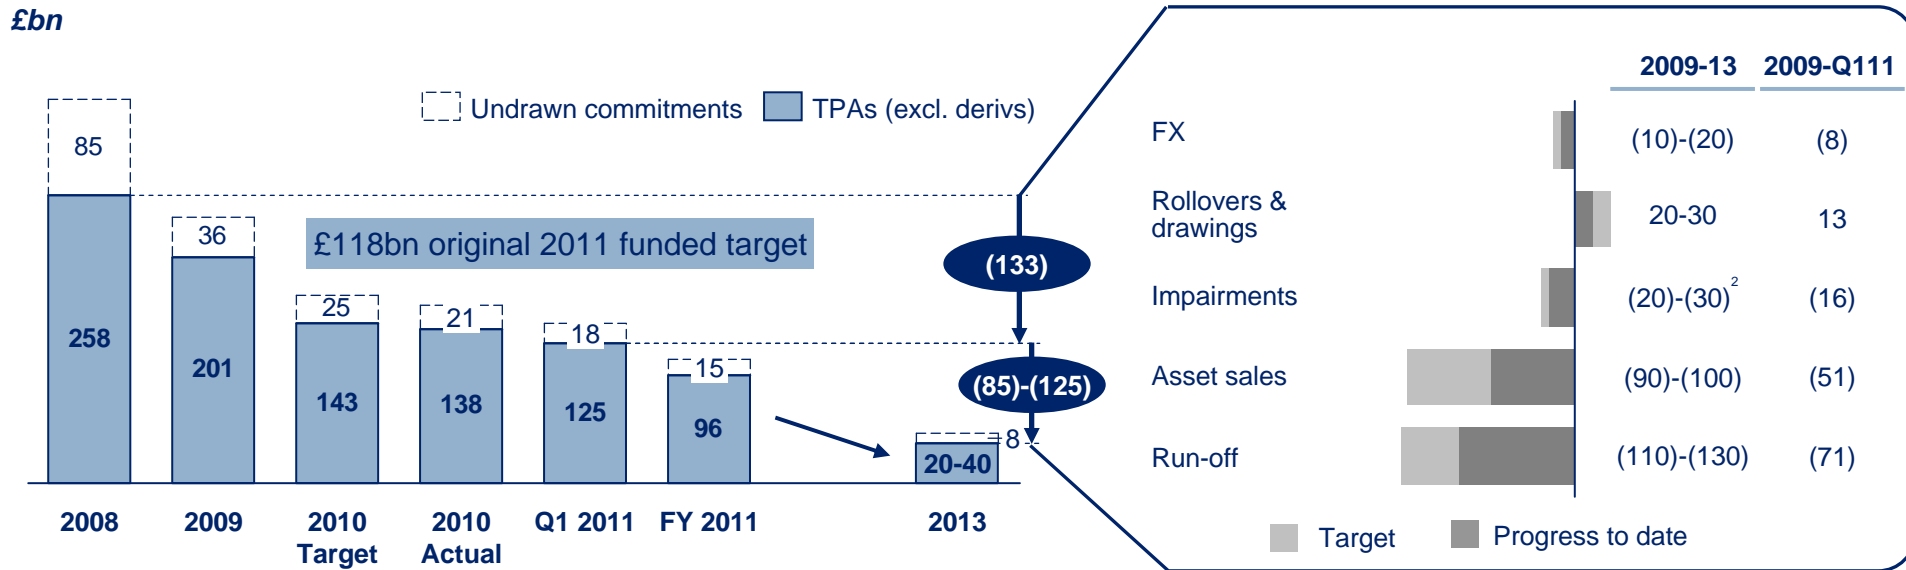 £bn
Undrawn commitments
TPAs (excl. derivs)
£118bn original 2011 funded target
85
258
36
201
25
143
21
138
18
125
15
96
8
20-40
2008
2009
2010
Target
2010
Actual
Q1 2011
FY 2011
2013
(133)
(85)-(125)
2009-13
2009-Q111
FX
(10)-(20)
(8)
Rollovers &
drawings
20-30
13
Impairments
(20)-(30)2
(16)
Asset sales
(90)-(100)
(51)
Run-off
(110)-(130)
(71)
Target
Progress to date